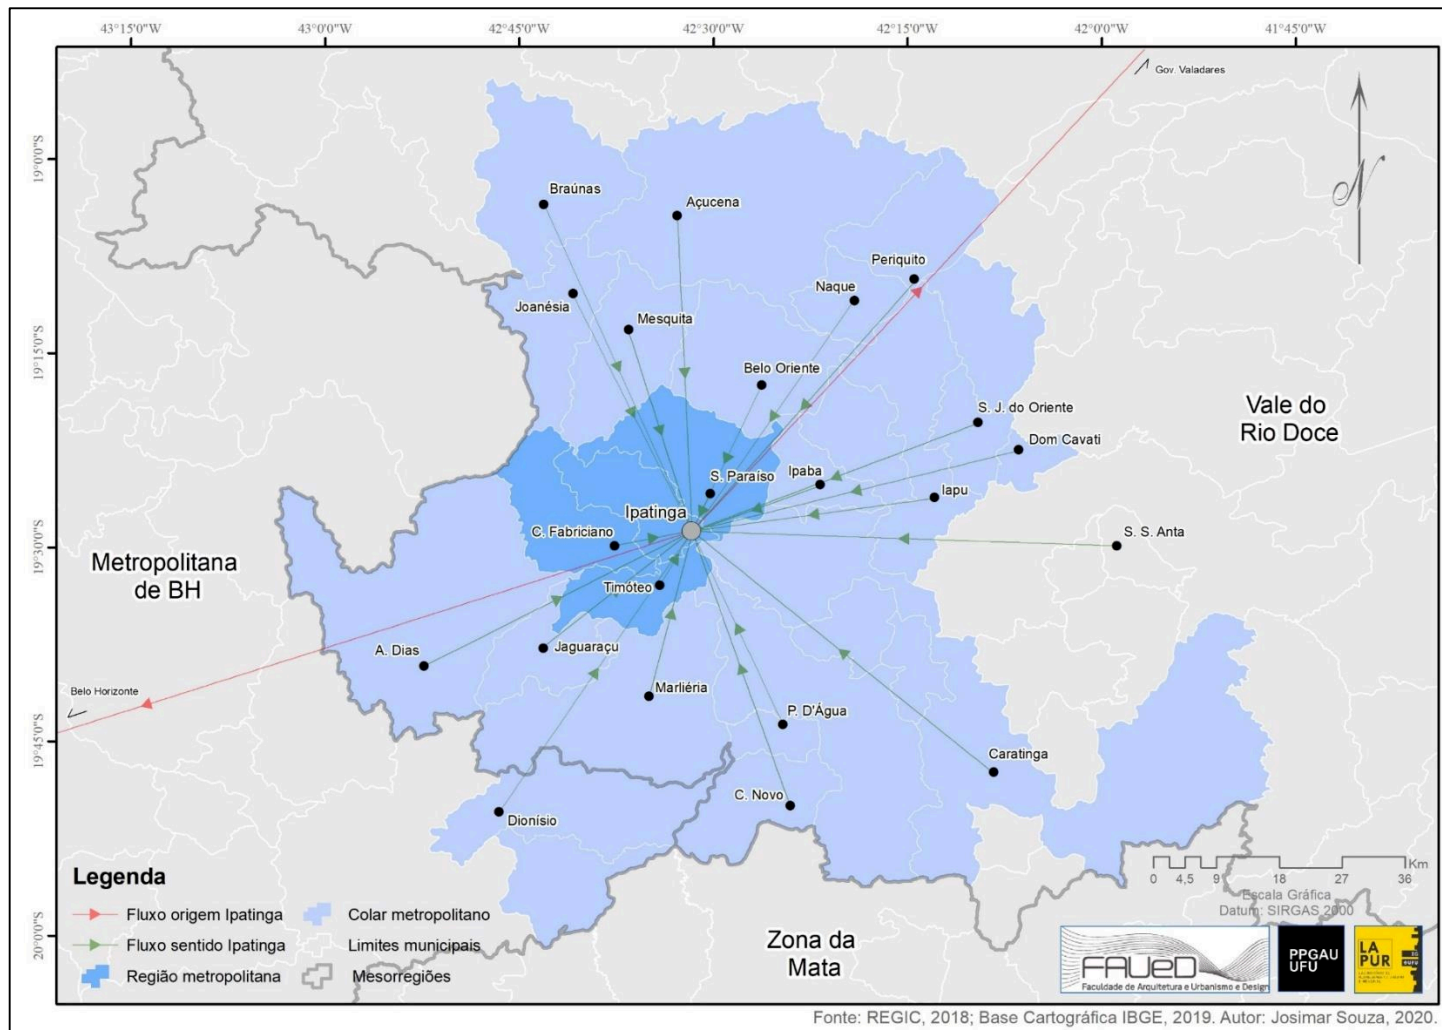 43°15'0"W
43°0'0"W
42°45'0"W
42°30'0"W
42°15'0"W
42°0'0"W
41°45'0"W
Gov. Valadares
N
19°0'0"S
Braúnas
Açucena
Periquito
Naque
Joanésia
Mesquita
19°15'0"S
Belo Oriente
S. J. do Oriente
Vale do
Rio Doce
Dom Cavati
S. Paraíso
Ipaba
Iapu
Ipatinga
C. Fabriciano
S. S. Anta
19°30'0"S
Metropolitana
de BH
Timóteo
A. Dias
Jaguaraçu
Belo Horizonte
Marliéria
P. D'Água
19°45'0"S
Caratinga
C. Novo
Dionísio
Legenda
Fluxo origem Ipatinga
Colar metropolitano
Fluxo sentido Ipatinga
Limites municipais
Região metropolitana
Mesorregiões
Km
0 4,5 9 18 27 36
Escala Gráfica
Datum: SIRGAS 2000
20°0'0"S
Zona da
Mata
FAUeD
Faculdade de Arquitetura e Urbanismo e Design
PPGAU
UFU
LA
PUR
Fonte: REGIC, 2018; Base Cartográfica IBGE, 2019. Autor: Josimar Souza, 2020.